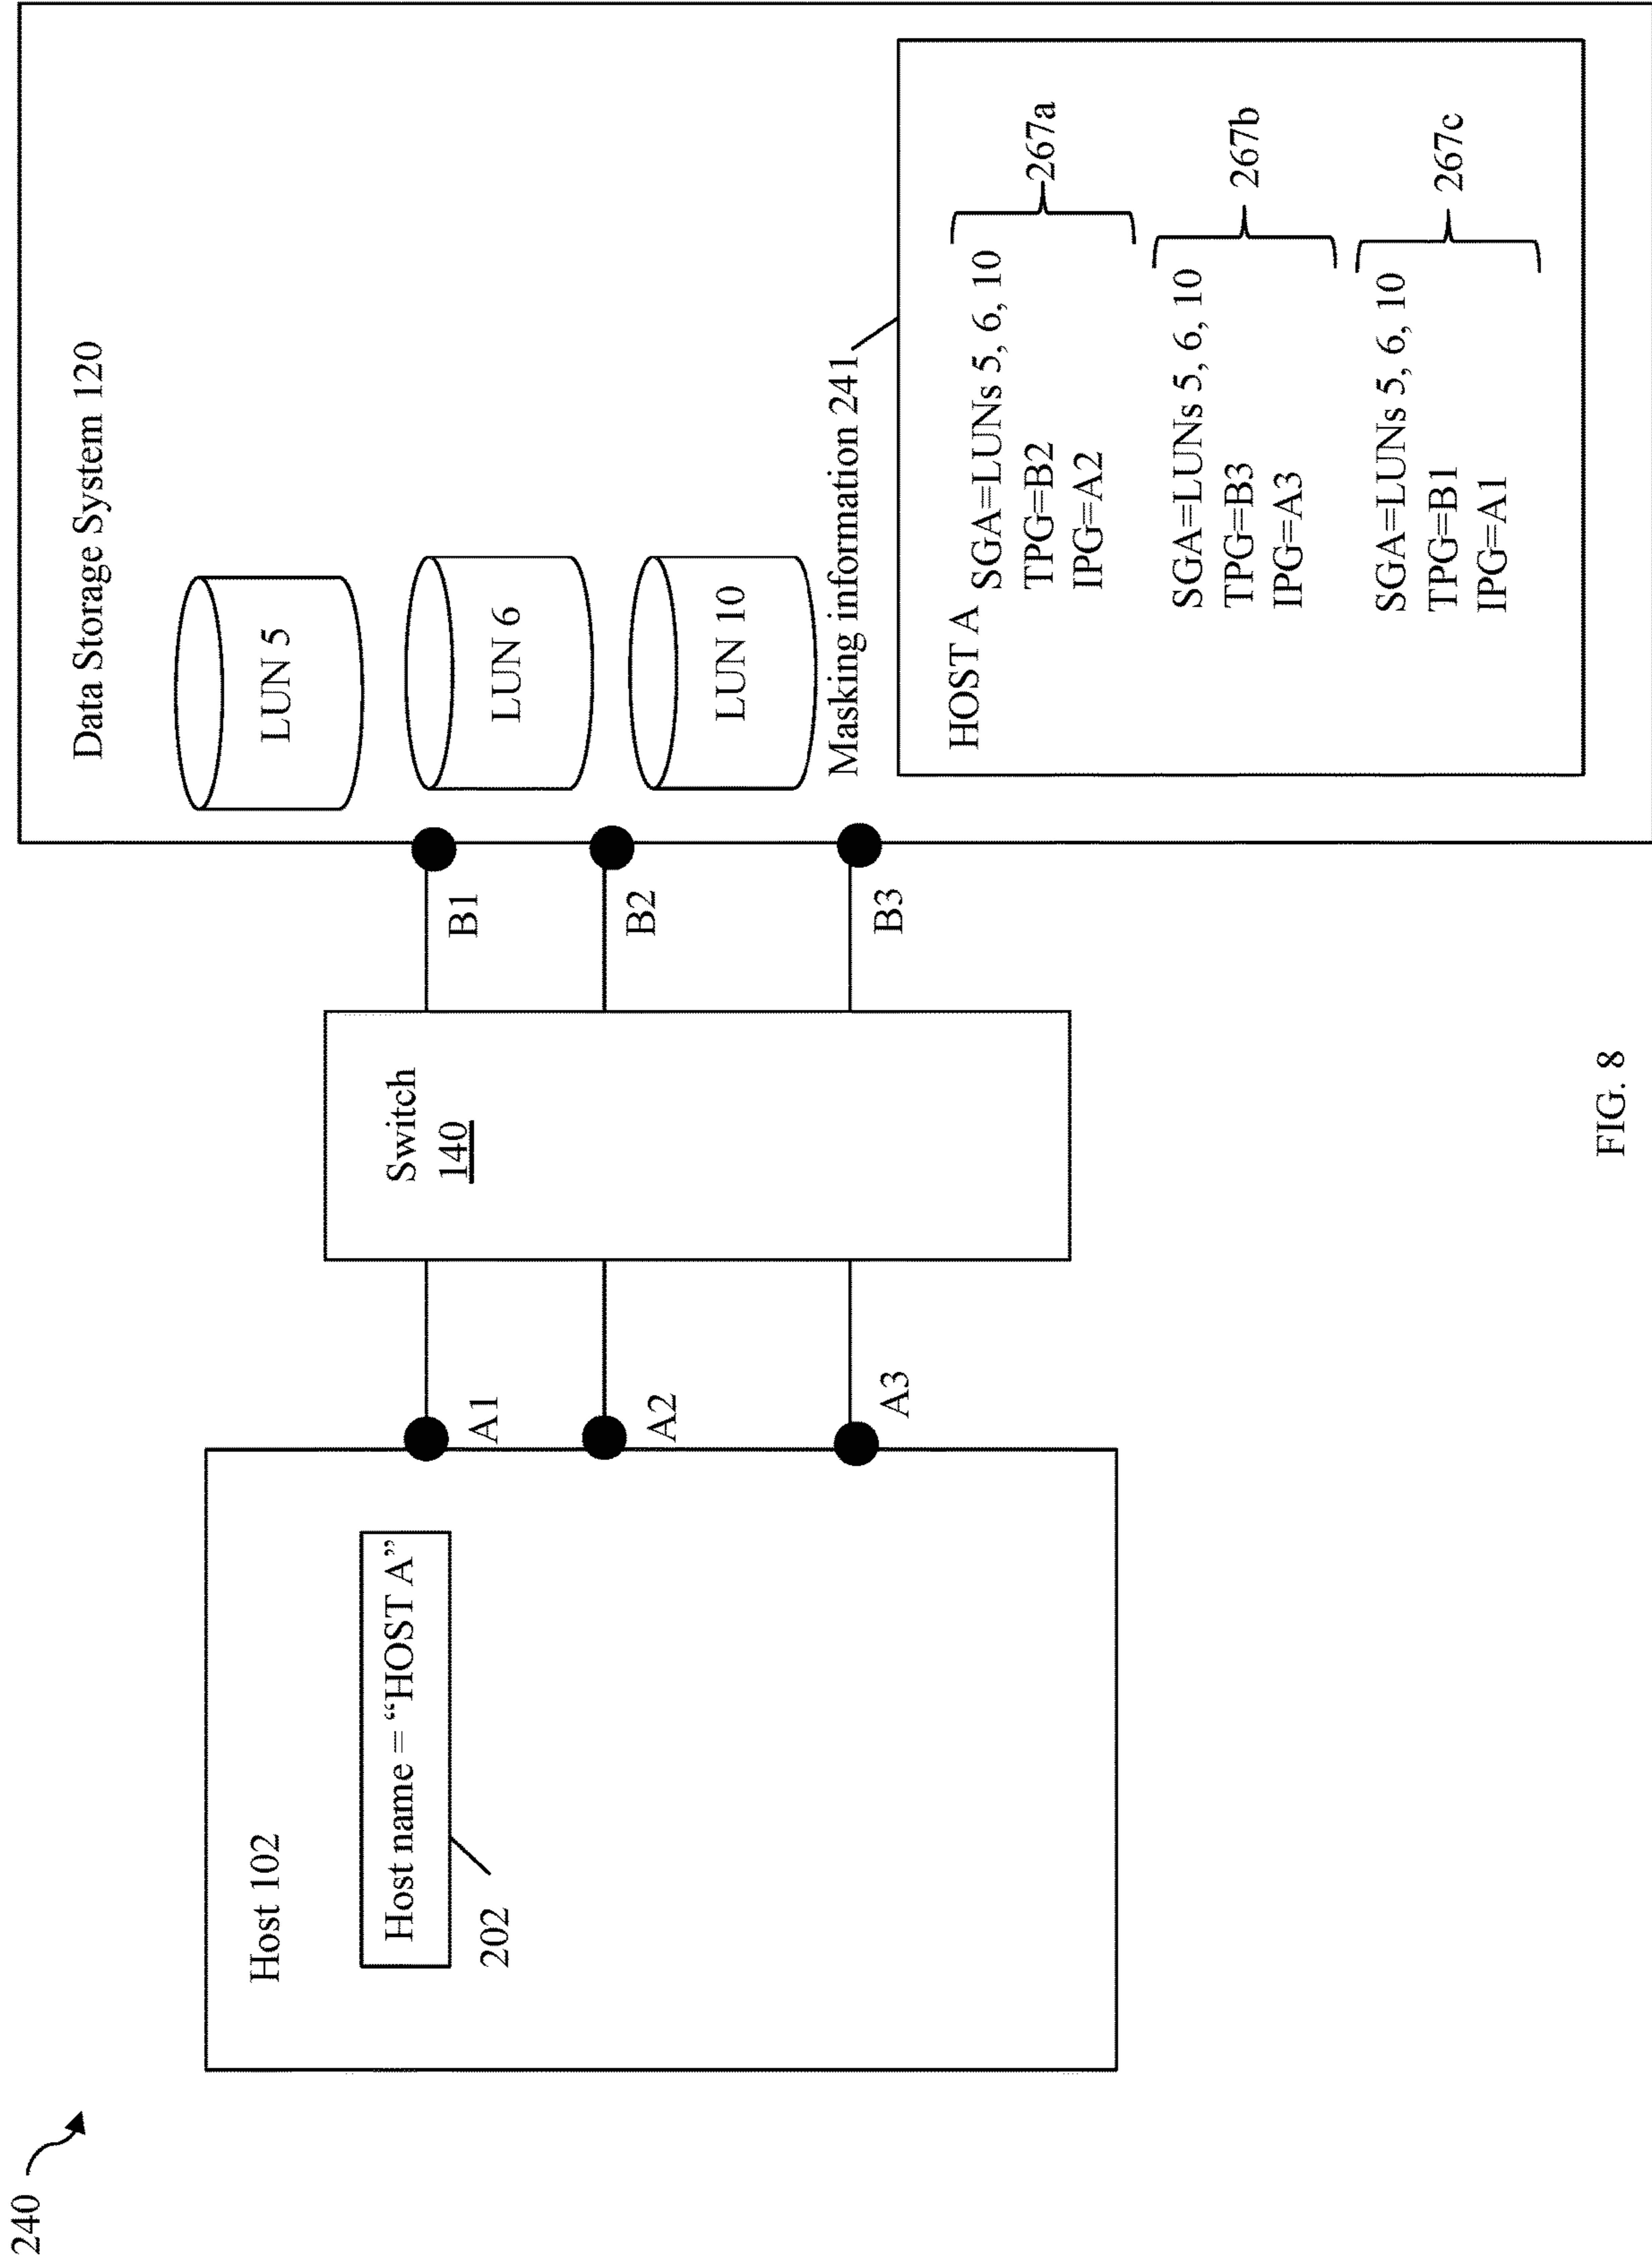 240
Host 102
Host name = “HOST A”
202
A1
A2
A3
Switch
140
B1
B2
B3
Data Storage System 120
LUN 5
LUN 6
LUN 10
Masking information 241
HOST A
SGA=LUNs 5, 6, 10
TPG=B2
IPG=A2
267a
SGA=LUNs 5, 6, 10
TPG=B3
IPG=A3
267b
SGA=LUNs 5, 6, 10
TPG=B1
IPG=A1
267c
FIG. 8